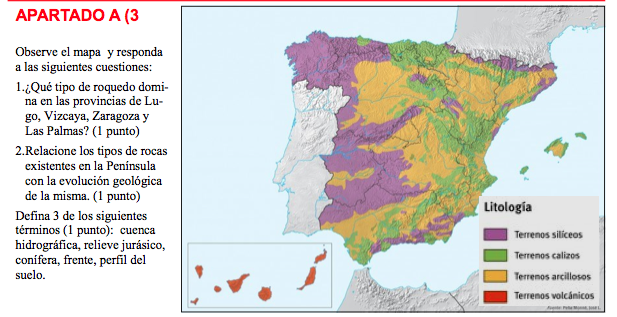 APARTADO A (3
Observe el mapa y responda
a las siguientes cuestiones:
1.¿Qué tipo de roquedo domi-
na en las provincias de Lu-
go, Vizcaya, Zaragoza y
Las Palmas? (1 punto)
2.Relacione los tipos de rocas
existentes en la Península
con la evolución geológica
de la misma. (1 punto)
Defina 3 de los siguientes
términos (1 punto): cuenca
hidrográfica, relieve jurásico,
conífera, frente, perfil del
suelo.
Litología
Terrenos silíceos
Terrenos calizos
Terrenos arcillosos
Terrenos volcánicos